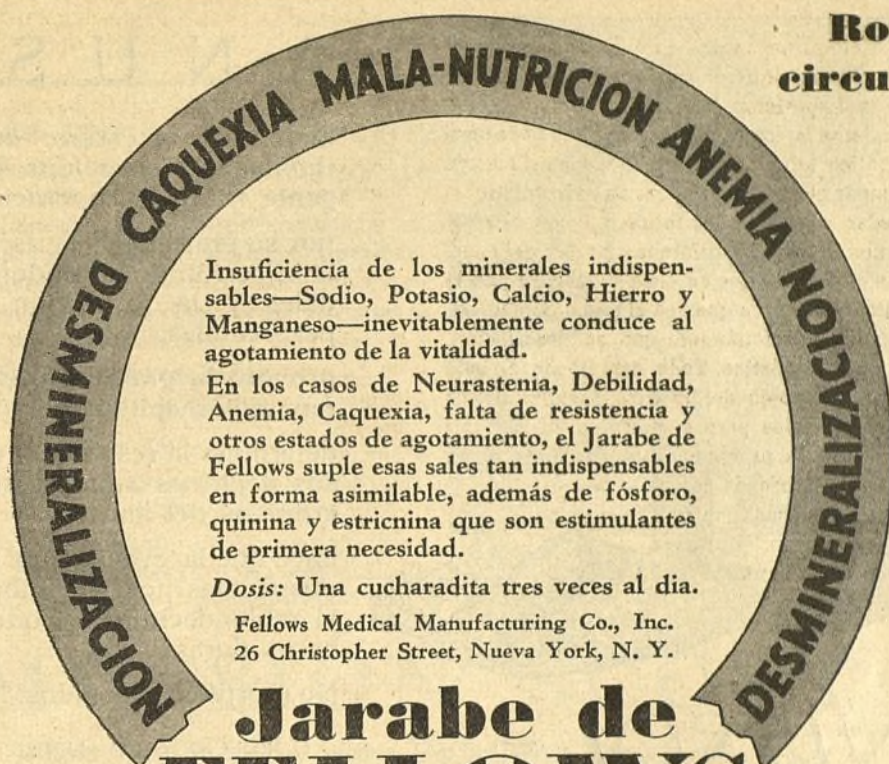 Ro
circu
DESMINERALIZACION CAQUEXIA MALA-NUTRICION ANEMIA DESMINERALIZACION
Insuficiencia de los minerales indispen-
sables—Sodio, Potasio, Calcio, Hierro y
Manganeso—inevitablemente conduce al
agotamiento de la vitalidad.
En los casos de Neurastenia, Debilidad,
Anemia, Caquexia, falta de resistencia y
otros estados de agotamiento, el Jarabe de
Fellows suple esas sales tan indispensables
en forma asimilable, además de fósforo,
quinina y estricnina que son estimulantes
de primera necesidad.
Dosis: Una cucharadita tres veces al dia.
Fellows Medical Manufacturing Co., Inc.
26 Christopher Street, Nueva York, N. Y.
Jarabe de
FELLOWS